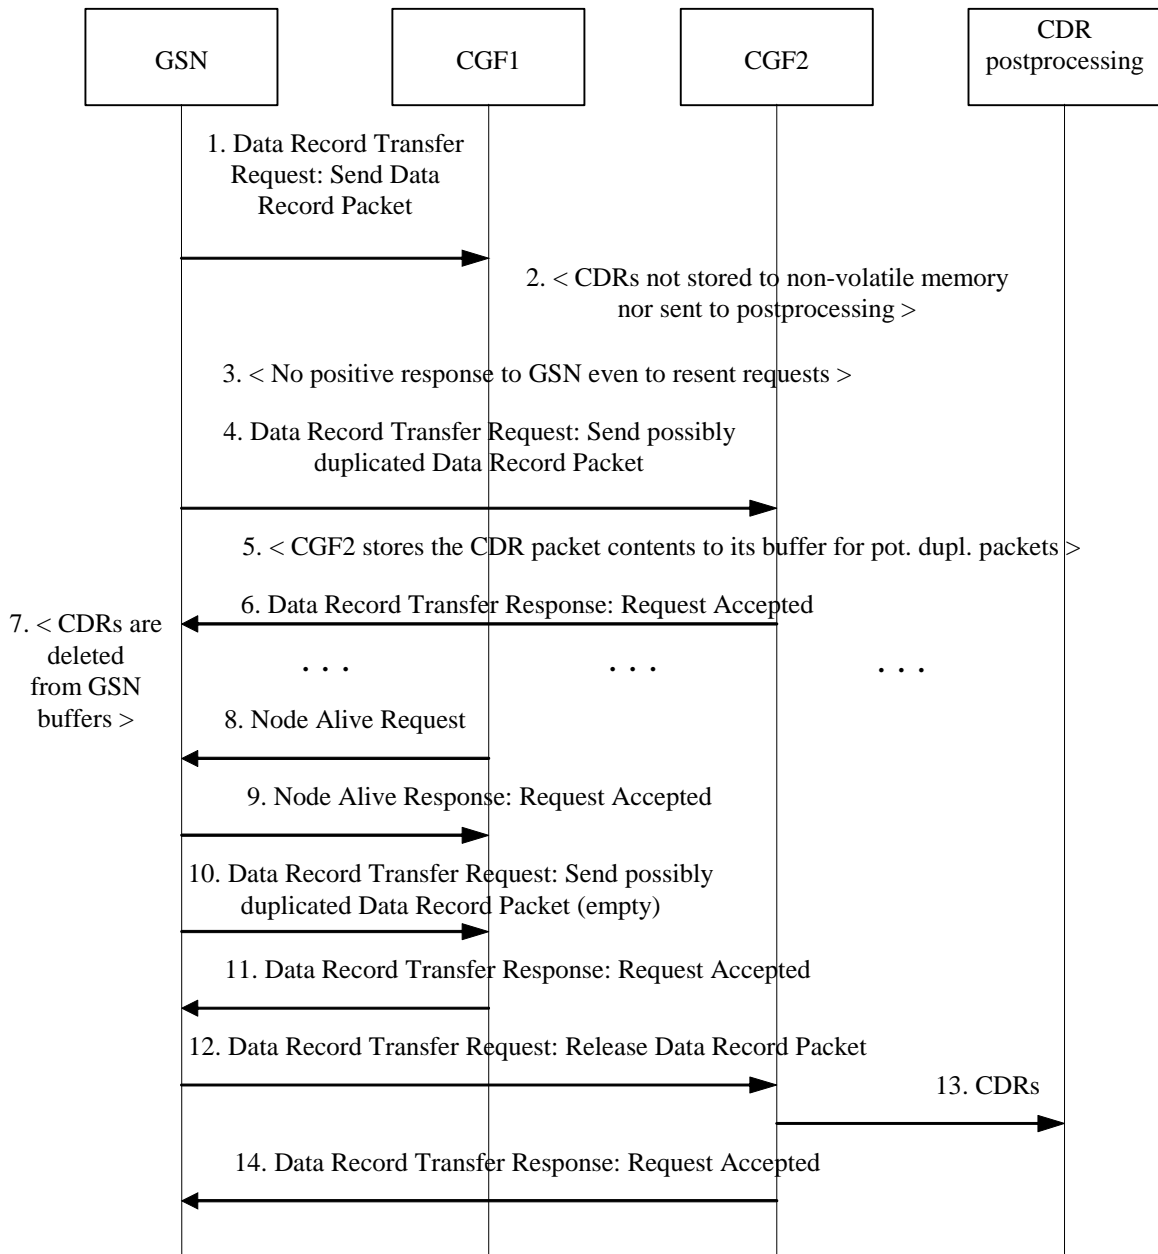 GSN
CGF1
CGF2
CDR
postprocessing
1. Data Record Transfer
Request: Send Data
Record Packet
2. < CDRs not stored to non-volatile memory
nor sent to postprocessing >
3. < No positive response to GSN even to resent requests >
4. Data Record Transfer Request: Send possibly
duplicated Data Record Packet
5. < CGF2 stores the CDR packet contents to its buffer for pot. dupl. packets >
6. Data Record Transfer Response: Request Accepted
7. < CDRs are
deleted
from GSN
buffers >
. . .
. . .
. . .
8. Node Alive Request
9. Node Alive Response: Request Accepted
10. Data Record Transfer Request: Send possibly
duplicated Data Record Packet (empty)
11. Data Record Transfer Response: Request Accepted
12. Data Record Transfer Request: Release Data Record Packet
13. CDRs
14. Data Record Transfer Response: Request Accepted